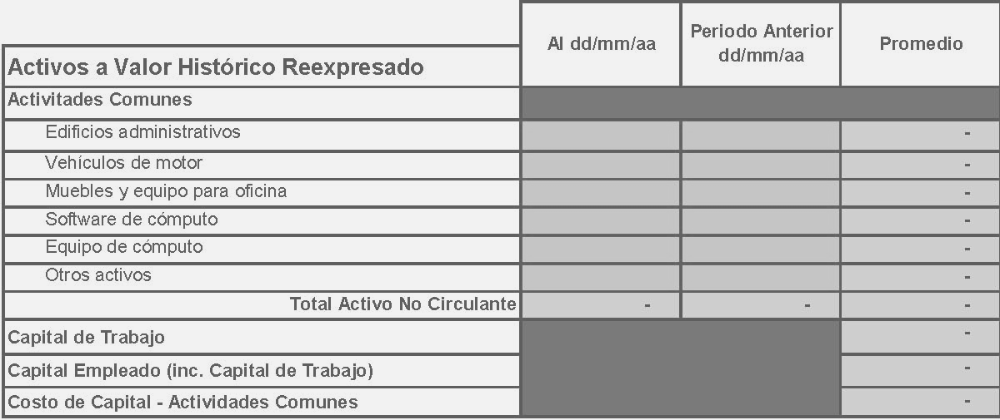 Al dd/mm/aa
Periodo Anterior
dd/mm/aa
Promedio
Activos a Valor Histórico Reexpresado
Activitades Comunes
Edificios administrativos -
Vehículos de motor -
Muebles y equipo para oficina -
Software de cómputo -
Equipo de cómputo -
Otros activos -
Total Activo No Circulante - - -
Capital de Trabajo -
Capital Empleado (inc. Capital de Trabajo) -
Costo de Capital - Actividades Comunes -